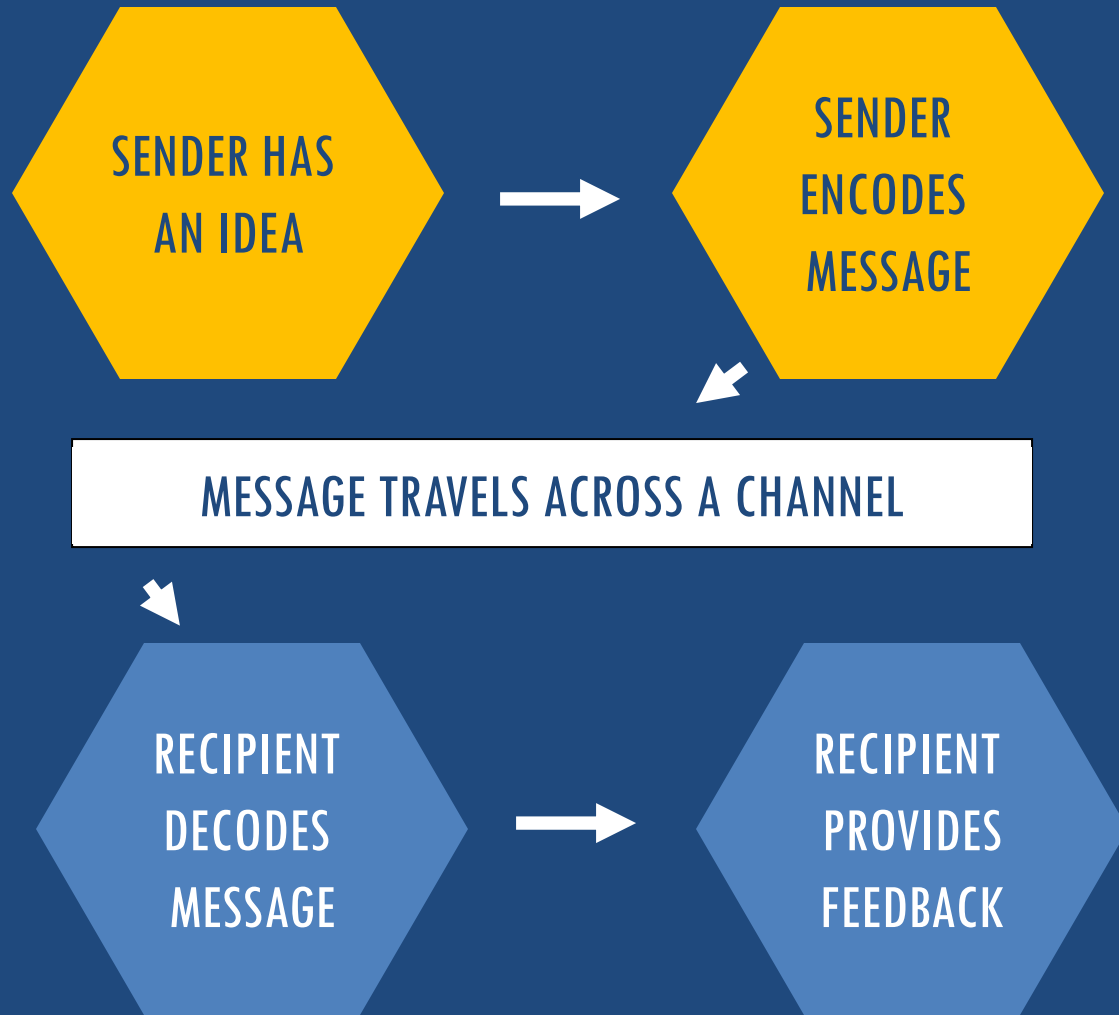 SENDER HAS
AN IDEA
SENDER
ENCODES
MESSAGE
MESSAGE TRAVELS ACROSS A CHANNEL
RECIPIENT
DECODES
MESSAGE
RECIPIENT
PROVIDES
FEEDBACK